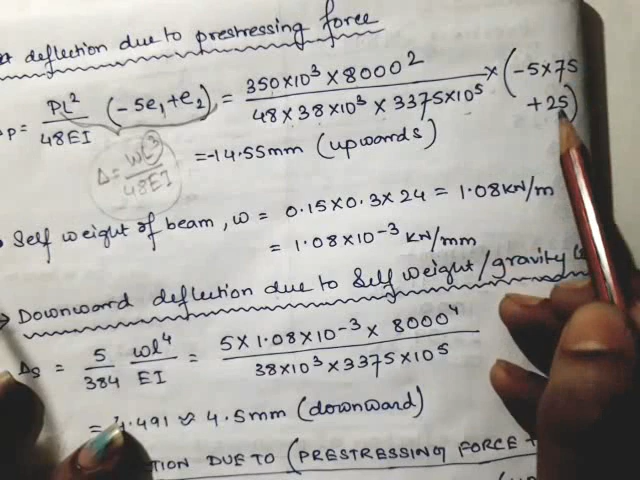 deflection due to prestressing force
P = PL²/48EI (-5e₁+e₂) = 350×10³×8000²/48×38×10³×3375×10⁵ × (-5×75 +25)
Δ = WL³/48EI
=-14.55mm (upwards)
Self weight of beam, w = 0.15×0.3×24 = 1.08KN/m
= 1.08×10⁻³ KN/mm
Downward deflection due to Self weight/gravity
Δs = 5/384 wl⁴/EI = 5×1.08×10⁻³×8000⁴/38×10³×3375×10⁵
= 4.491 ≈ 4.5mm (downward)
DUE TO (PRESTRESSING FORCE +